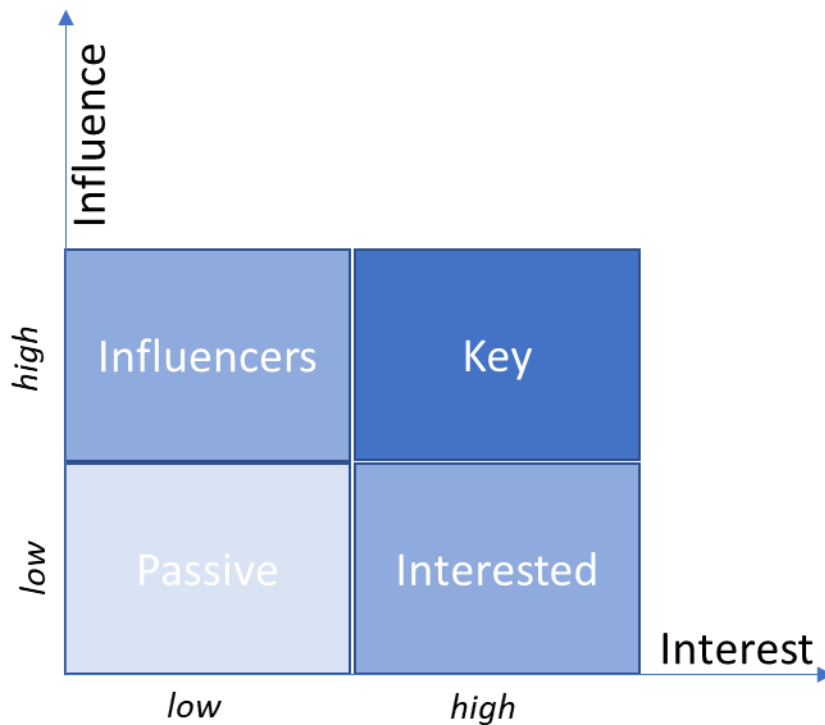 Influence
high
Influencers
Key
low
Passive
Interested
Interest
low
high